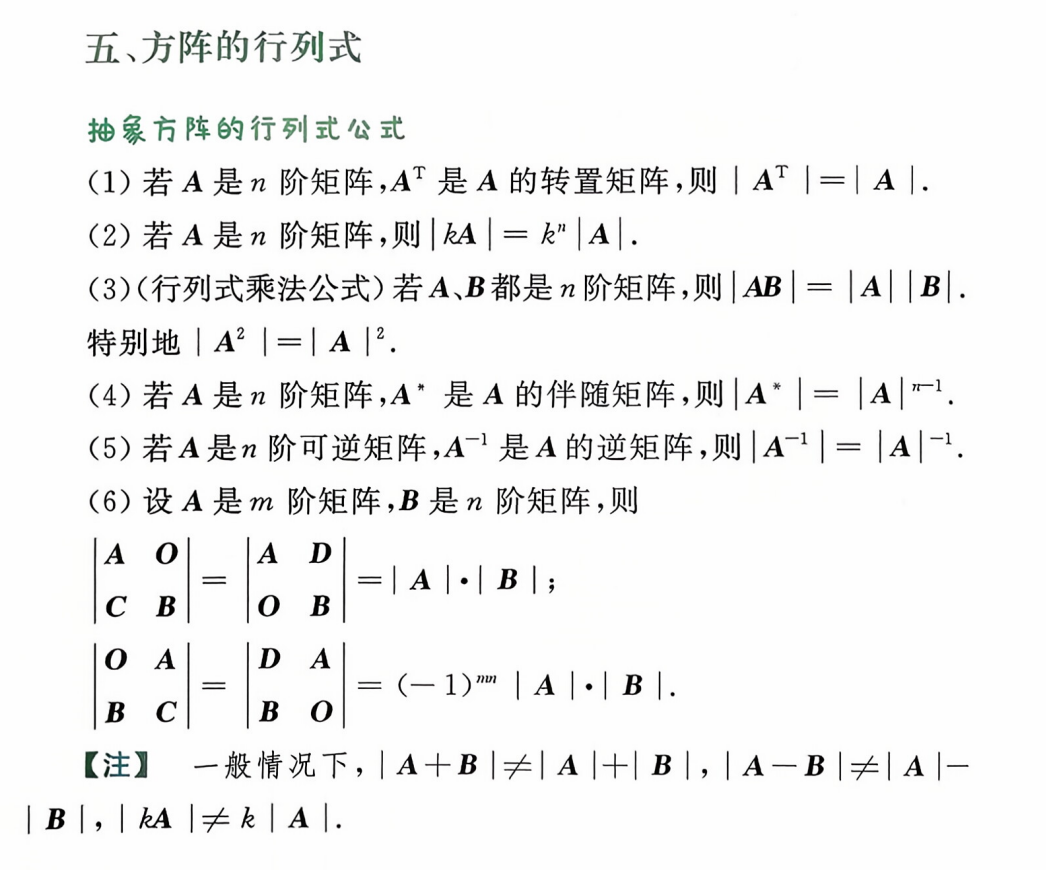 五、方阵的行列式
抽象方阵的行列式公式
(1) 若 A 是 n 阶矩阵,Aᵀ 是 A 的转置矩阵,则 | Aᵀ |=| A |.
(2) 若 A 是 n 阶矩阵,则|kA|= kⁿ|A|.
(3)(行列式乘法公式)若 A、B 都是 n 阶矩阵,则|AB|= |A||B|.
特别地 | A² |=| A |².
(4) 若 A 是 n 阶矩阵,A* 是 A 的伴随矩阵,则|A*|= |A|ⁿ⁻¹.
(5) 若 A 是 n 阶可逆矩阵,A⁻¹ 是 A 的逆矩阵,则|A⁻¹|= |A|⁻¹.
(6) 设 A 是 m 阶矩阵,B 是 n 阶矩阵,则
|A O; C B| = |A D; O B| =| A |·| B |;
|O A; B C| = |D A; B O| = (-1)ᵐⁿ | A |·| B |.
【注】 一般情况下,| A+B |≠| A |+| B |,| A-B |≠| A |-
| B |,| kA |≠ k | A |.